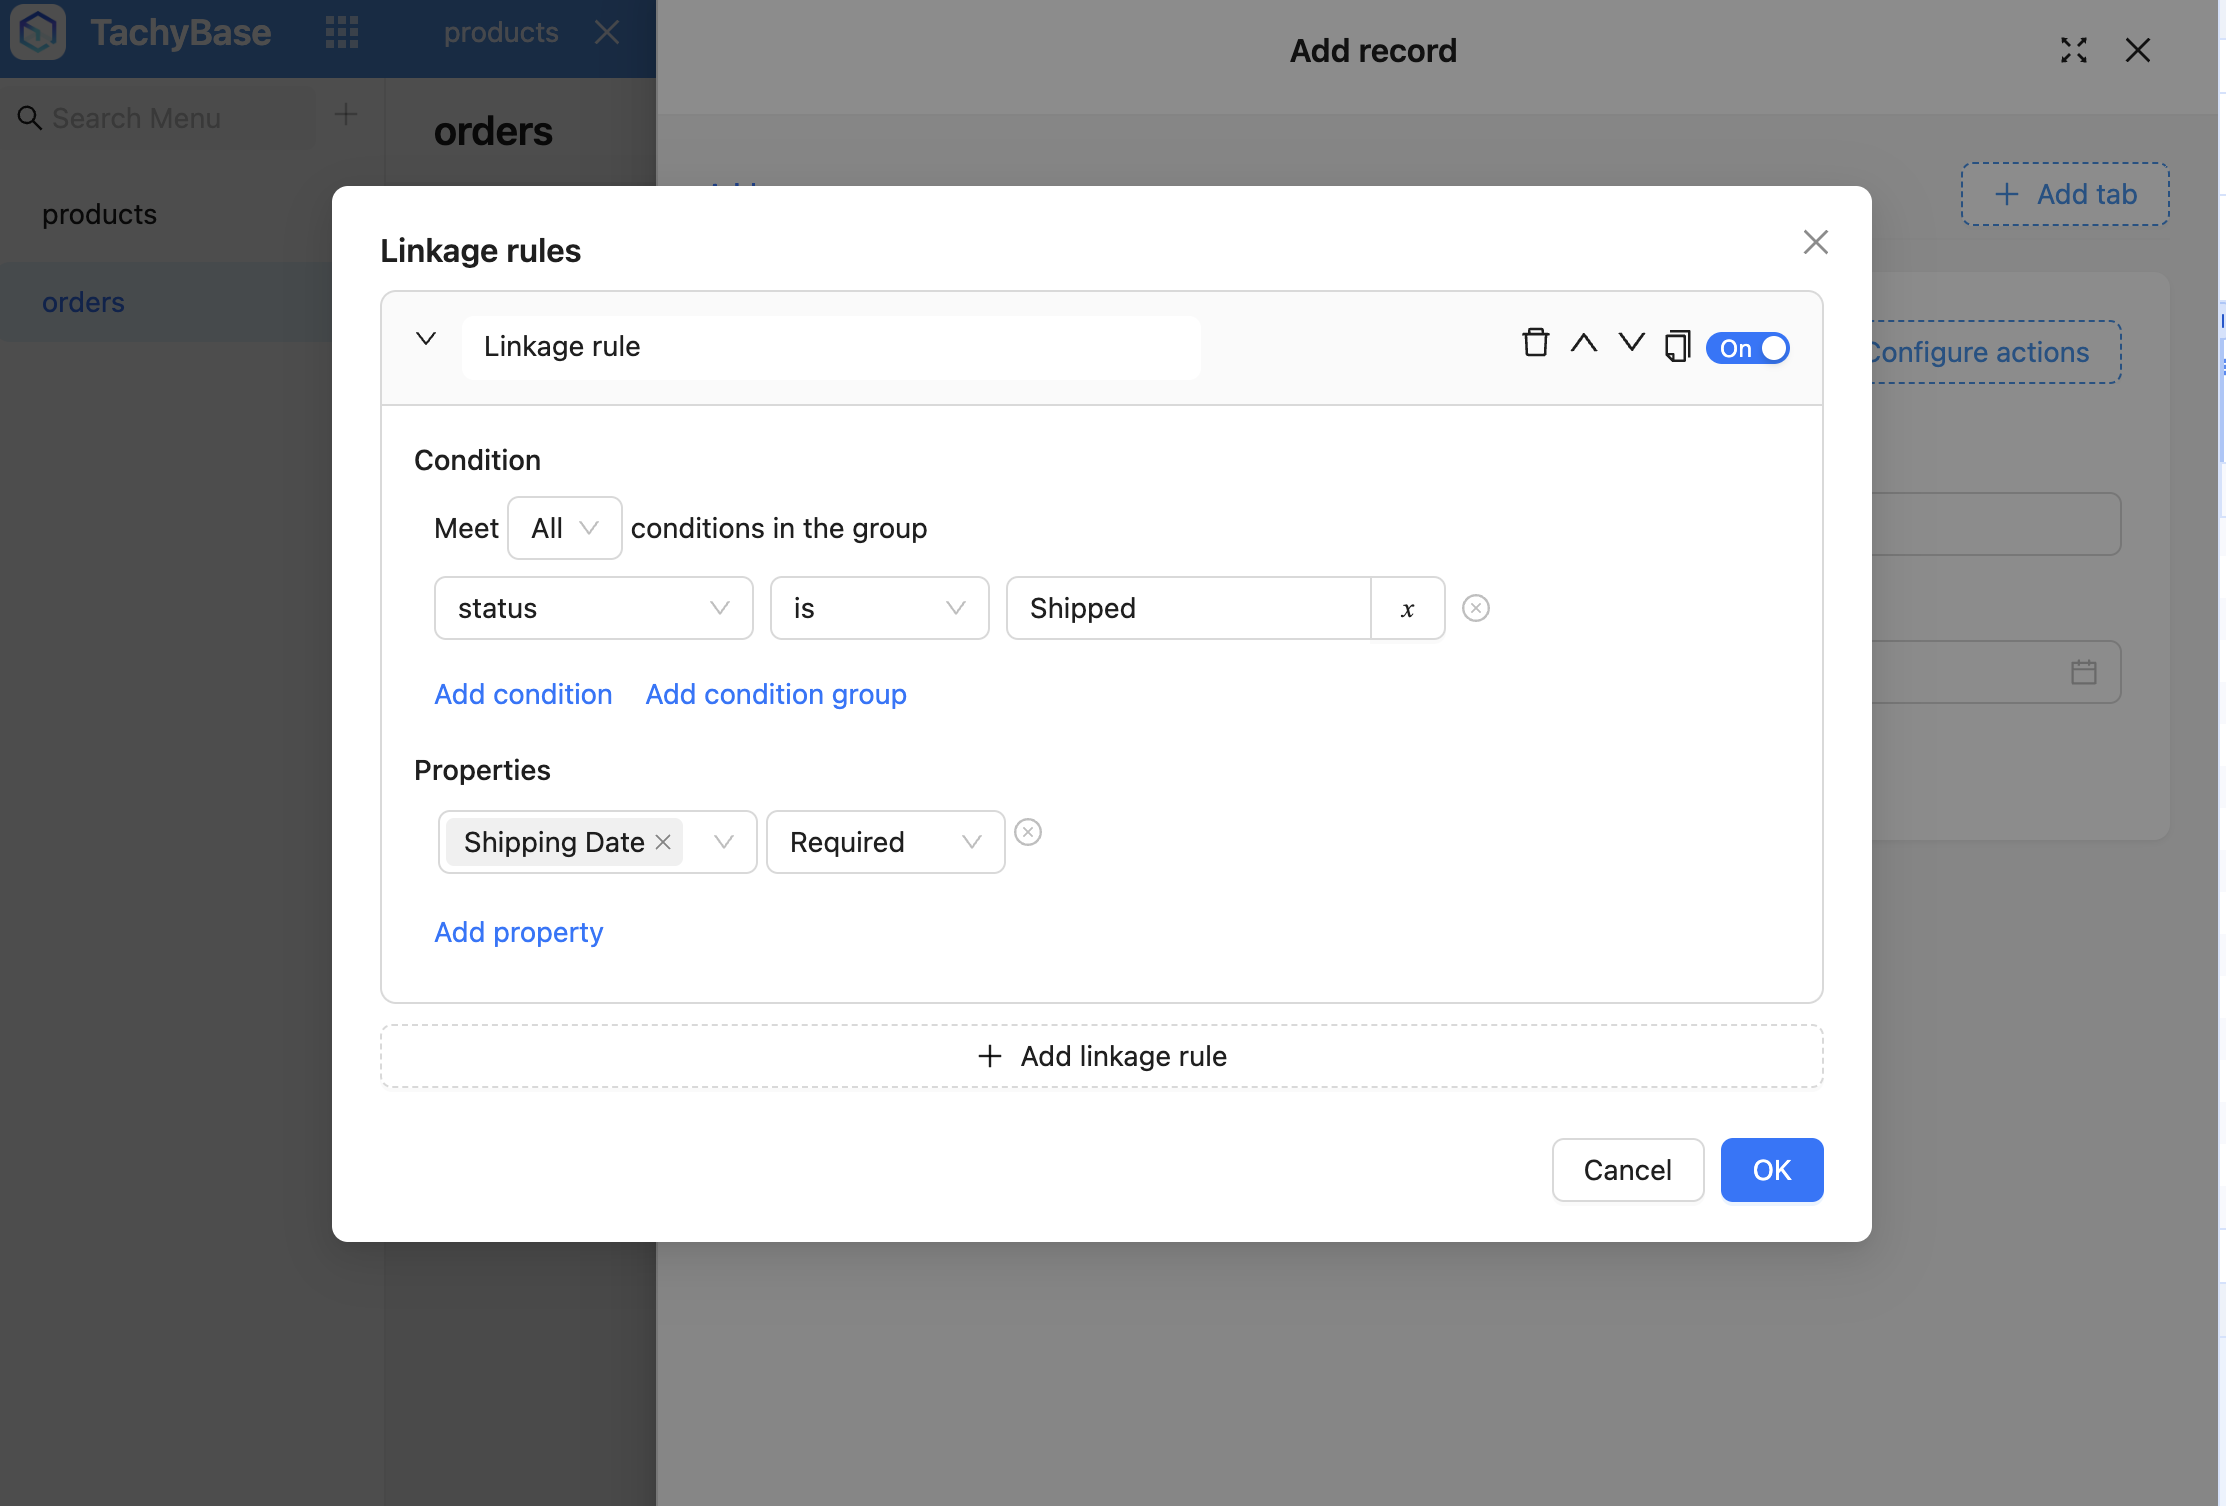 TachyBase
products
Add record
Search Menu
orders
products
Add tab
orders
Linkage rules
Linkage rule
On
Configure actions
Condition
Meet All conditions in the group
status is Shipped x
Add condition Add condition group
Properties
Shipping Date Required
Add property
Add linkage rule
Cancel OK